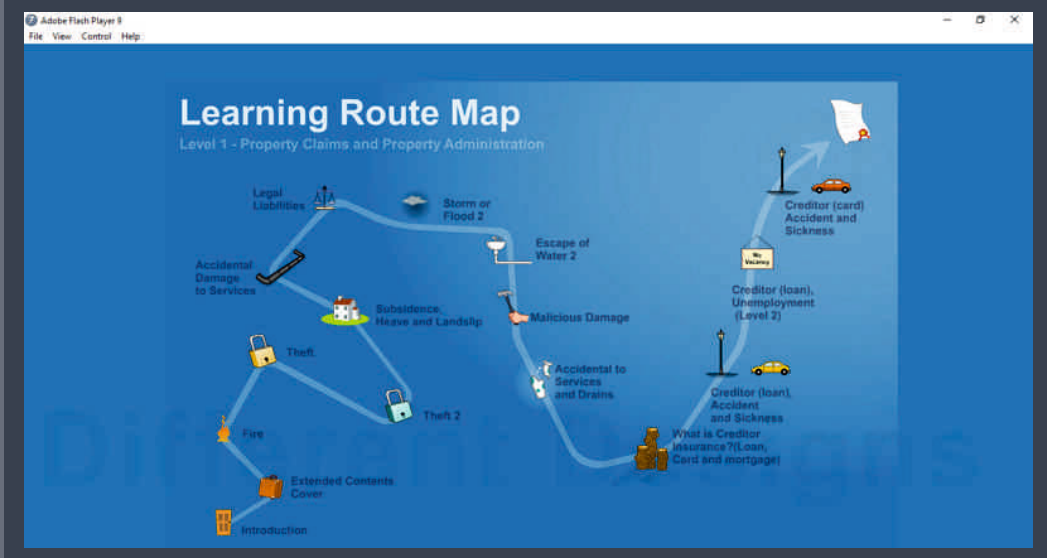 Adobe Flash Player 9
File View Control Help
Learning Route Map
Level 1 - Property Claims and Property Administration
Legal
Liabilities
Storm or
Flood 2
Creditor (card)
Accident and
Sickness
Escape of
Water 2
No
Vacancy
Accidental
Damage
to Services
Creditor (loan),
Unemployment
(Level 2)
Subsidence,
Heave and Landslip
Malicious Damage
Theft
Accidental to
Services
and Drains
Creditor (loan),
Accident
and Sickness
Theft 2
Fire
What is Creditor
Insurance?(Loan,
Card and mortgage)
Different Designs
Extended Contents
Cover
Introduction